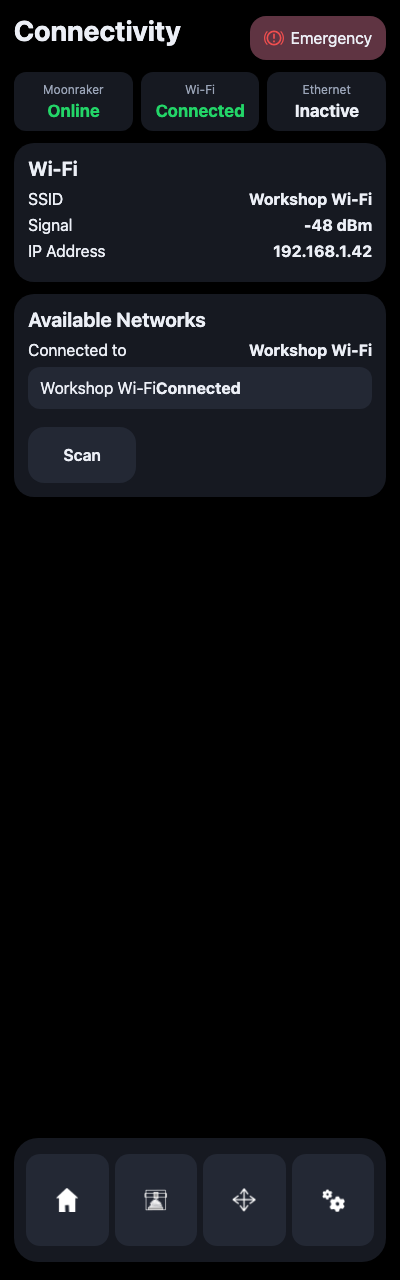 Connectivity
Emergency
Moonraker
Online
Wi-Fi
Connected
Ethernet
Inactive
Wi-Fi
SSID Workshop Wi-Fi
Signal -48 dBm
IP Address 192.168.1.42
Available Networks
Connected to Workshop Wi-Fi
Workshop Wi-FiConnected
Scan